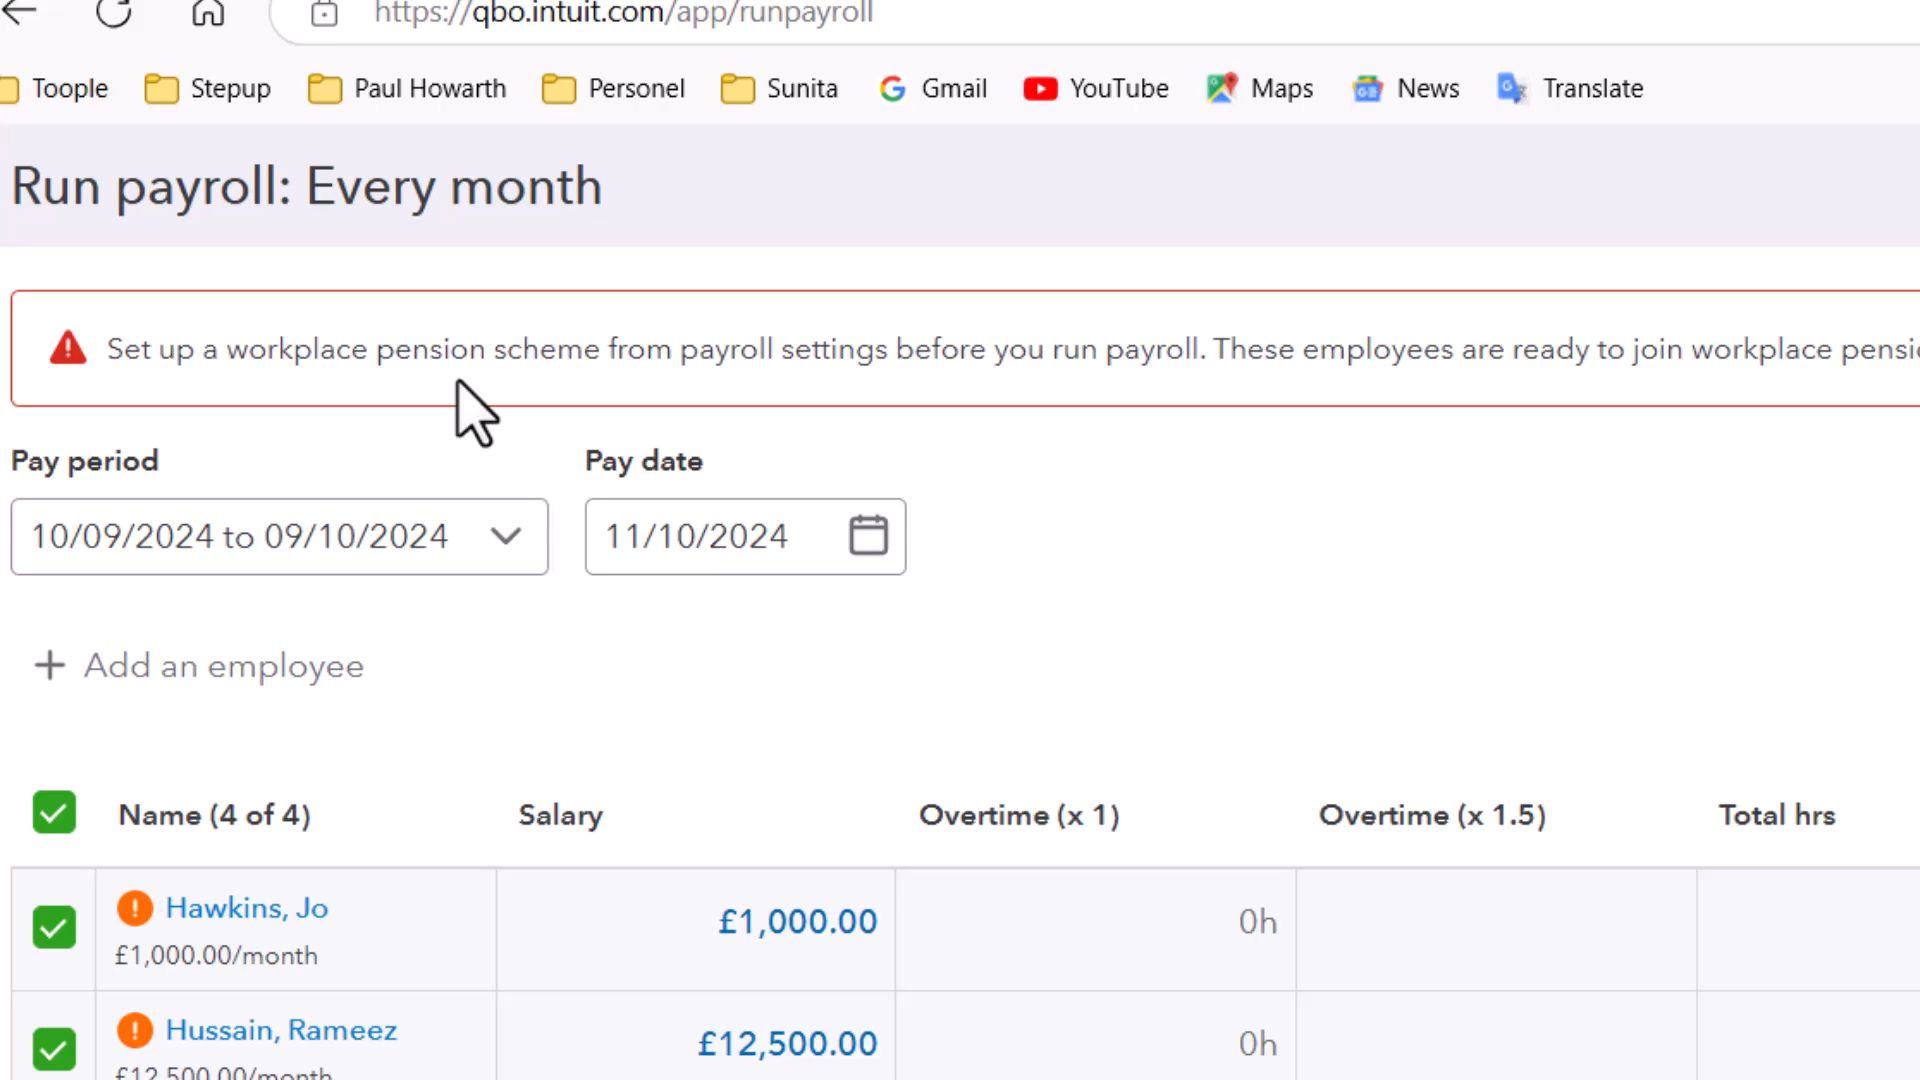 https://qbo.intuit.com/app/runpayroll
Toople Stepup Paul Howarth Personel Sunita Gmail YouTube Maps News Translate
Run payroll: Every month
Set up a workplace pension scheme from payroll settings before you run payroll. These employees are ready to join workplace
Pay period Pay date
10/09/2024 to 09/10/2024 11/10/2024
+ Add an employee
Name (4 of 4) Salary Overtime (x 1) Overtime (x 1.5) Total hrs
Hawkins, Jo £1,000.00 0h
£1,000.00/month
Hussain, Rameez £12,500.00 0h
£12,500.00/month